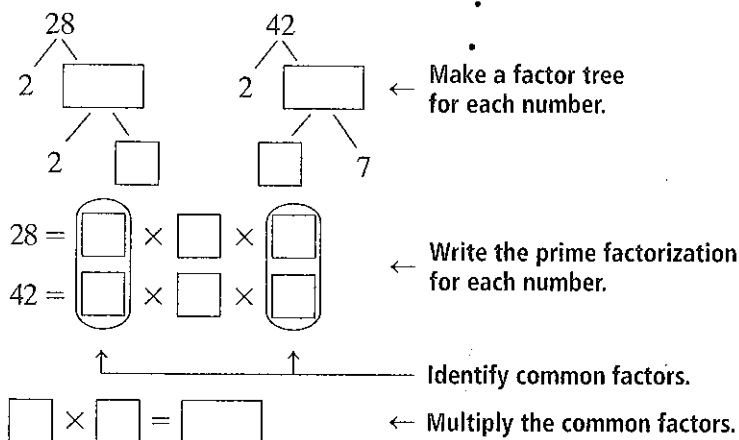 28 42
2 2 ← Make a factor tree
for each number.
2 7
28 = × ×
42 = × ×
← Write the prime factorization
for each number.
Identify common factors.
× = ← Multiply the common factors.